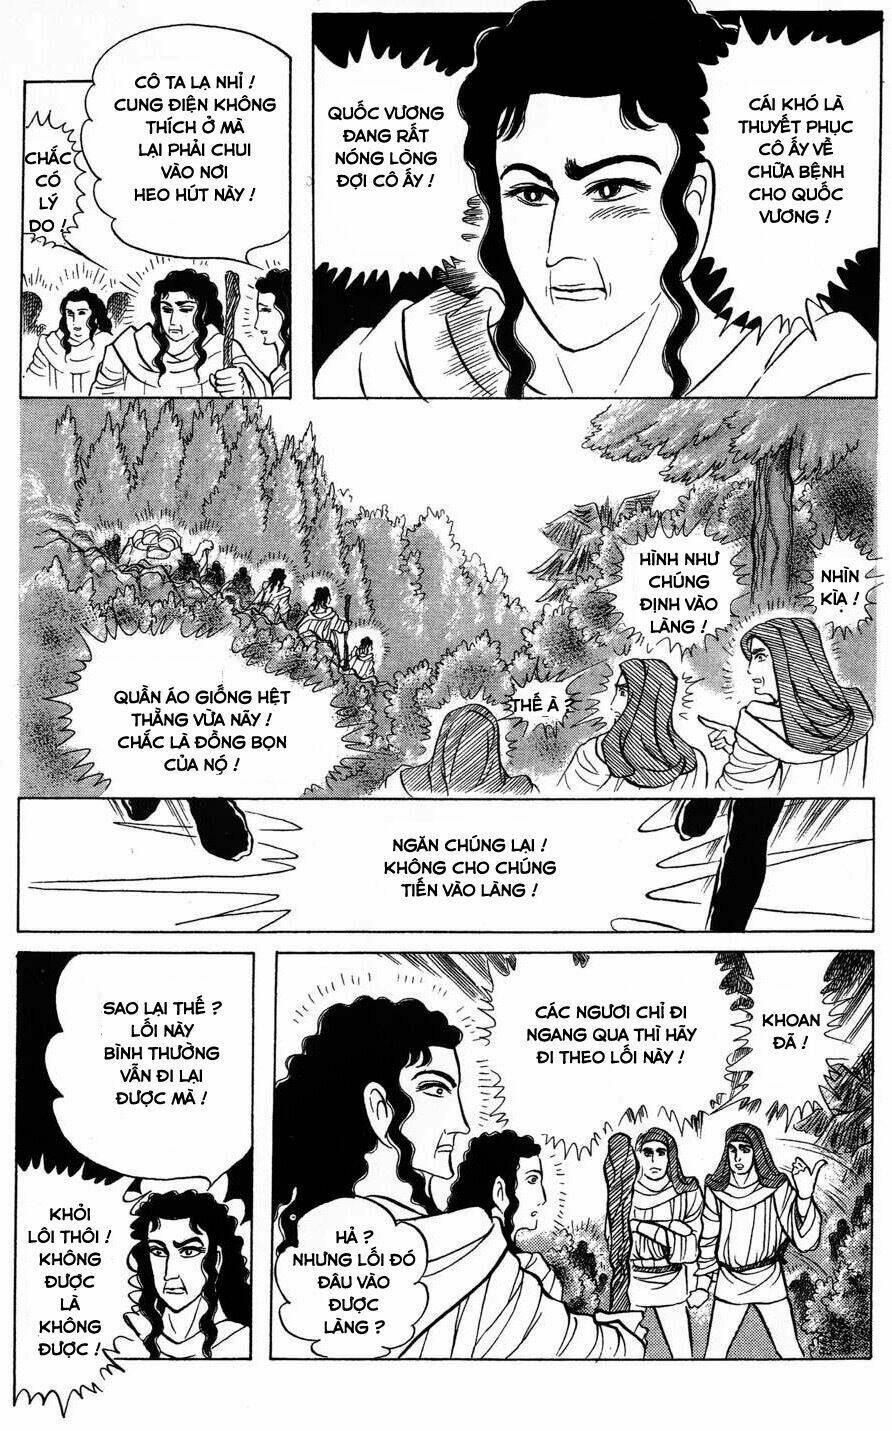 CÔ TA LẠ NHỈ !
CUNG ĐIỆN KHÔNG
THÍCH Ở MÀ
LẠI PHẢI CHUI
VÀO NƠI
HEO HÚT NÀY !
CHẮC
CÓ
LÝ
DO !
QUỐC VƯƠNG
ĐANG RẤT
NÓNG LÒNG
ĐỢI CÔ ẤY !
CÁI KHÓ LÀ
THUYẾT PHỤC
CÔ ẤY VỀ
CHỮA BỆNH
CHO QUỐC
VƯƠNG !
NHÌN
KÌA !
HÌNH NHƯ
CHÚNG
ĐỊNH VÀO
LÀNG !
THẾ À ?
QUẦN ÁO GIỐNG HỆT
THẰNG VỪA NÃY !
CHẮC LÀ ĐỒNG BỌN
CỦA NÓ !
NGĂN CHÚNG LẠI !
KHÔNG CHO CHÚNG
TIẾN VÀO LÀNG !
SAO LẠI THẾ ?
LỐI NÀY
BÌNH THƯỜNG
VẪN ĐI LẠI
ĐƯỢC MÀ !
KHỎI
LÔI THÔI !
KHÔNG
ĐƯỢC
LÀ
KHÔNG
ĐƯỢC !
KHOAN
ĐÃ !
CÁC NGƯƠI CHỈ ĐI
NGANG QUA THÌ HÃY
ĐI THEO LỐI NÀY !
HẢ ?
NHƯNG LỐI ĐÓ
ĐÂU VÀO
ĐƯỢC
LÀNG ?